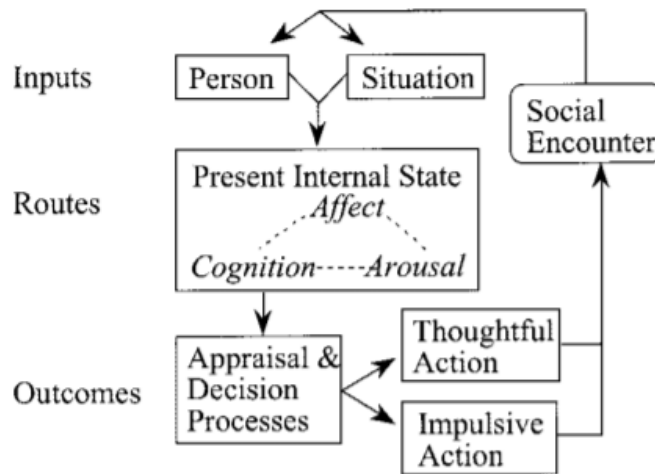 Inputs
Person
Situation
Social
Encounter
Routes
Present Internal State
Affect
Cognition
Arousal
Outcomes
Appraisal &
Decision
Processes
Thoughtful
Action
Impulsive
Action